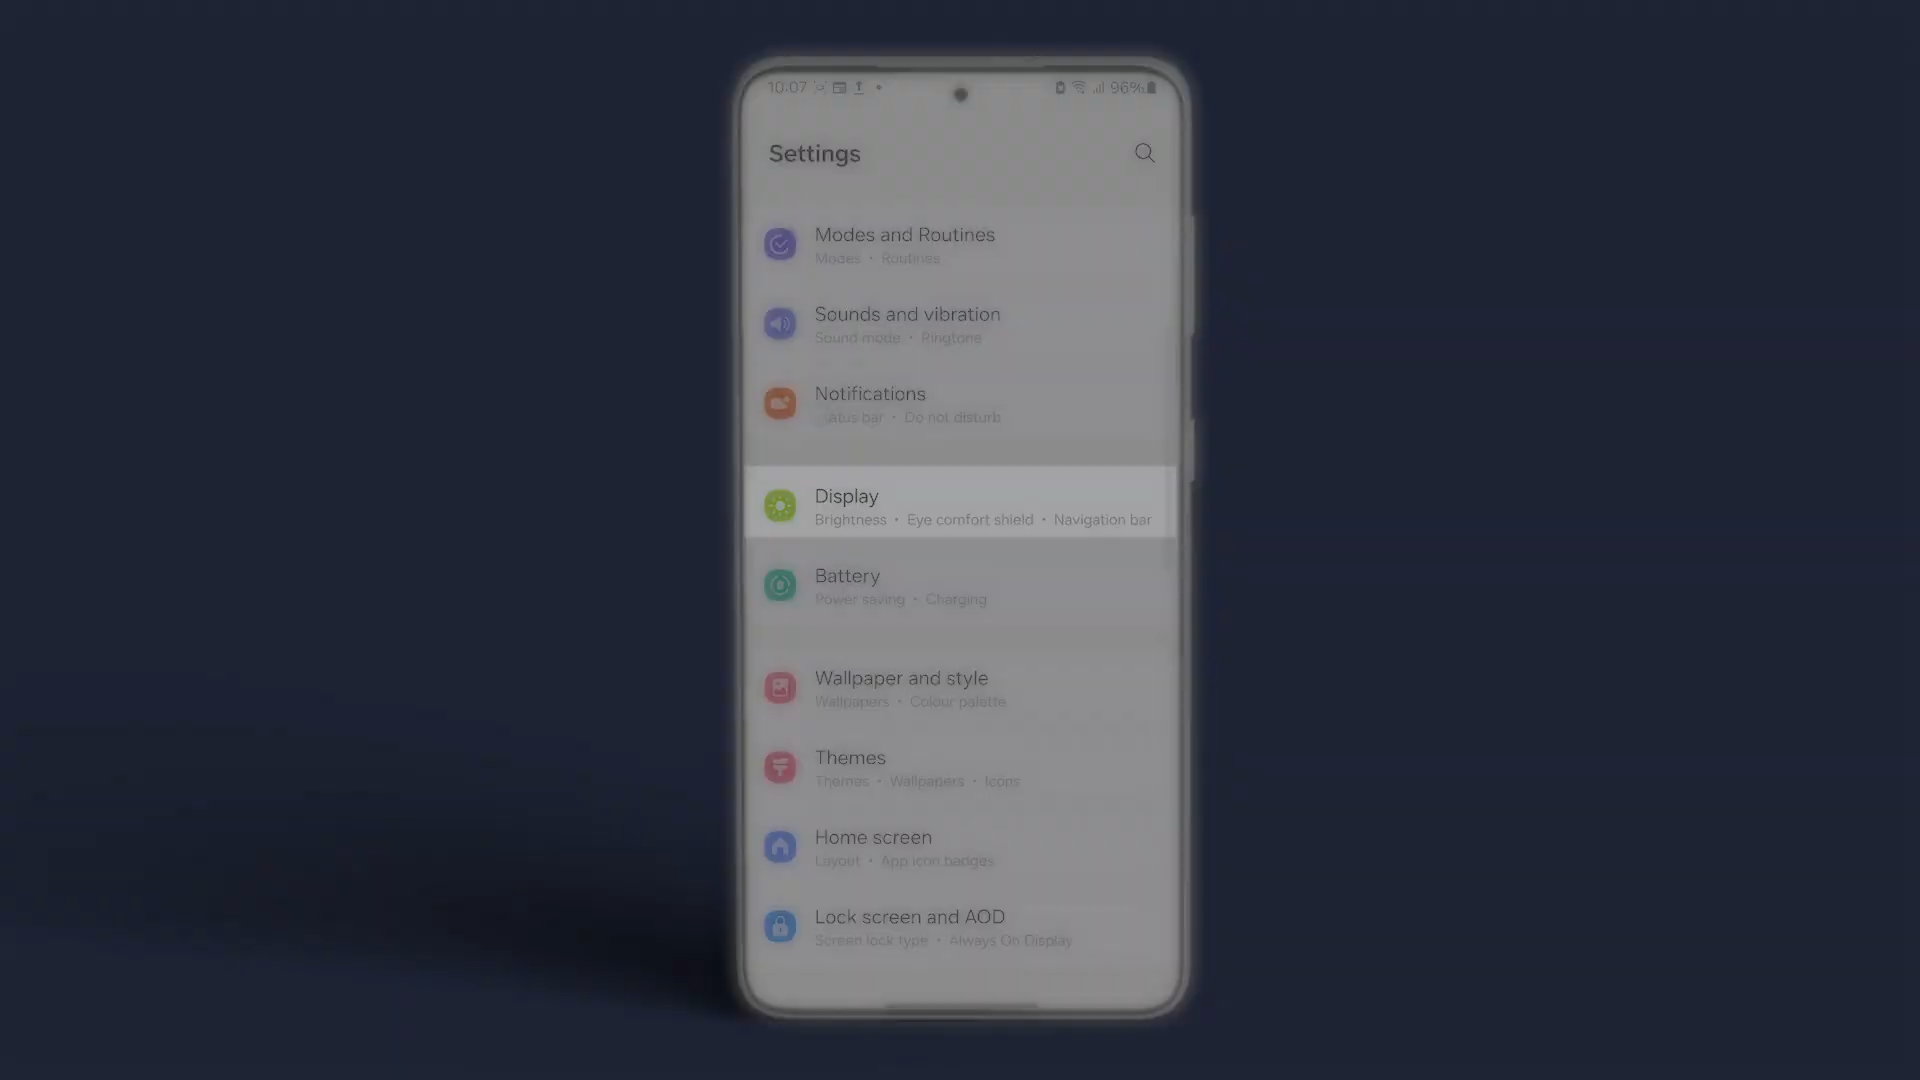 10:07 96%
Settings
Modes and Routines
Modes • Routines
Sounds and vibration
Sound mode • Ringtone
Notifications
atus bar • Do not disturb
Display
Brightness • Eye comfort shield • Navigation bar
Battery
Power saving • Charging
Wallpaper and style
Wallpapers • Colour palette
Themes
Themes • Wallpapers • Icons
Home screen
Layout • App icon badges
Lock screen and AOD
Screen lock type • Always On Display